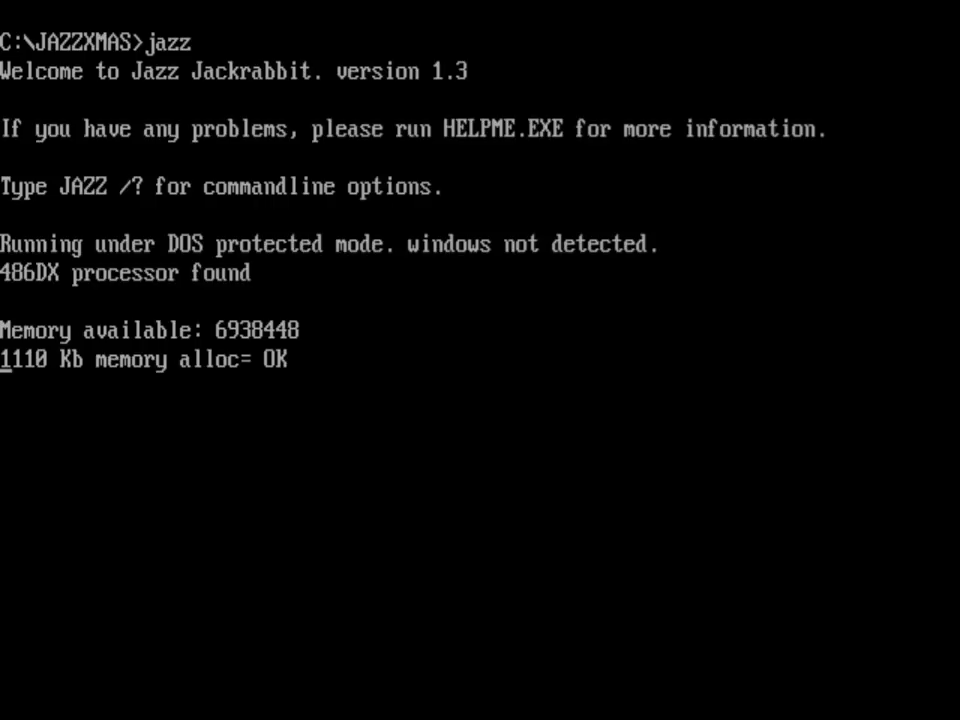 C:\JAZZXMAS>jazz
Welcome to Jazz Jackrabbit. version 1.3
If you have any problems, please run HELPME.EXE for more information.
Type JAZZ /? for commandline options.
Running under DOS protected mode. windows not detected.
486DX processor found
Memory available: 6938448
1110 Kb memory alloc= OK